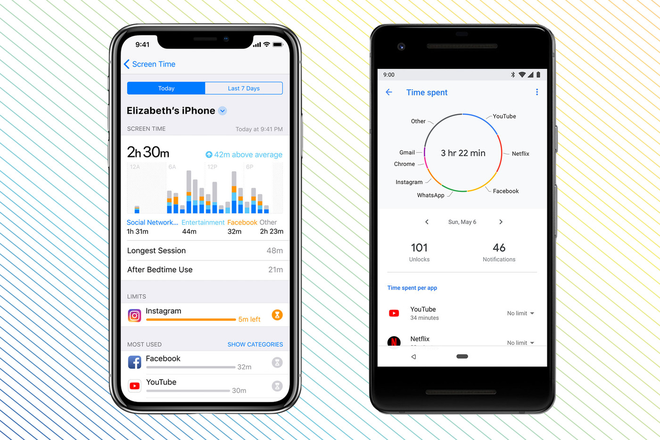 9:41
Screen Time
Today
Last 7 Days
Elizabeth's iPhone
SCREEN TIME
Today at 9:41 PM
2h 30m
42m above average
12A 6A 12P 6P
Social Network... Entertainment Facebook Other
1h 31m 44m 32m 2h 23m
Longest Session 48m
After Bedtime Use 21m
LIMITS
Instagram
5m left
MOST USED SHOW CATEGORIES
Facebook
32m
YouTube
30m
9:00
Time spent
YouTube
Other
3 hr 22 min
Netflix
Gmail
Chrome
Instagram
Facebook
WhatsApp
Sun, May 6
101 46
Unlocks Notifications
Time spent per app
YouTube
34 minutes
No limit
Netflix
No limit